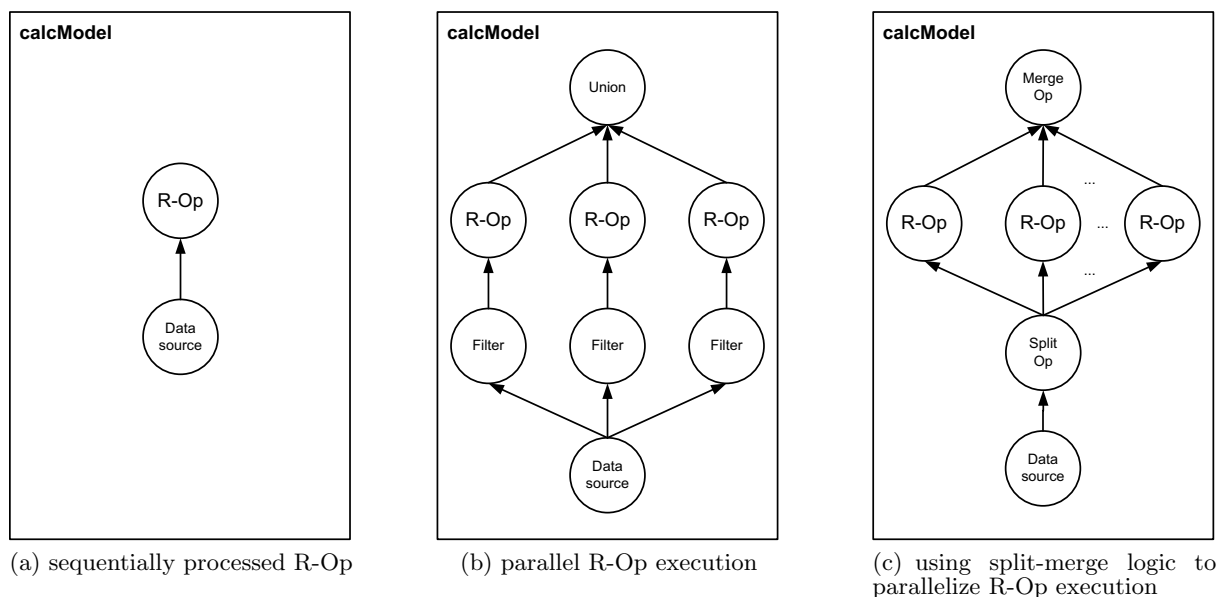 calcModel
R-Op
Data
source
(a) sequentially processed R-Op
calcModel
Union
R-Op R-Op R-Op
Filter Filter Filter
Data
source
(b) parallel R-Op execution
calcModel
Merge
Op
...
R-Op R-Op ... R-Op
...
Split
Op
Data
source
(c) using split-merge logic to
parallelize R-Op execution